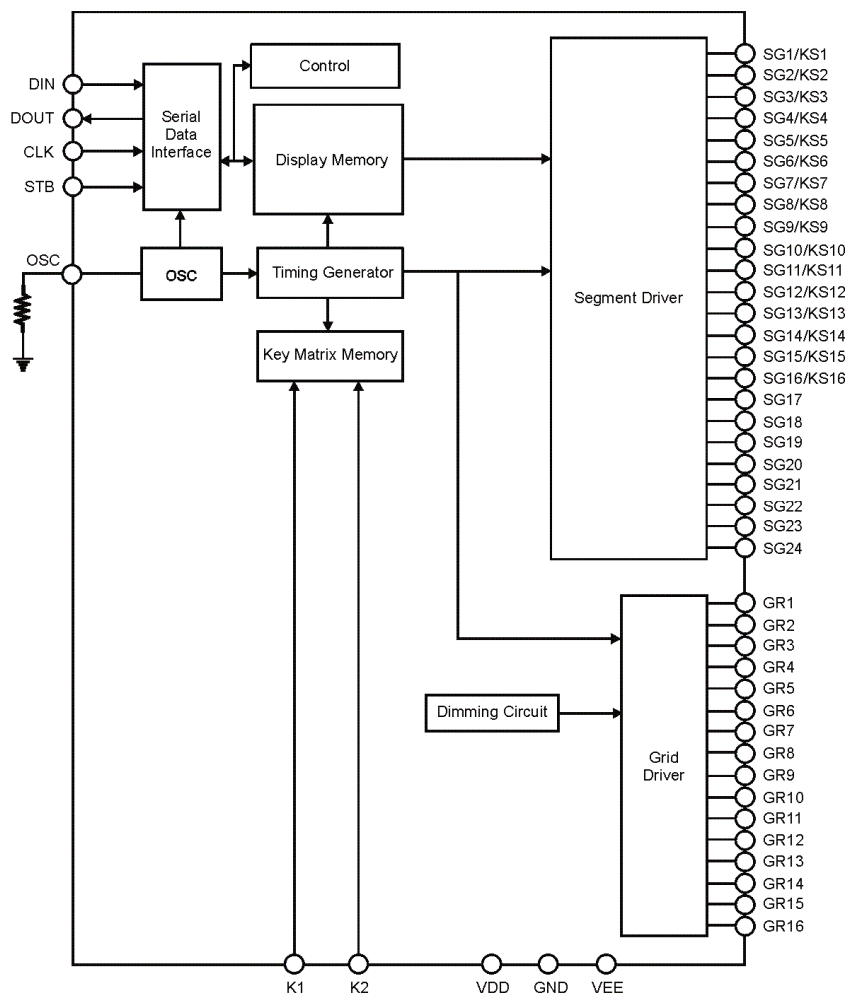 DIN
DOUT
CLK
STB
OSC
Serial
Data
Interface
Control
Display Memory
OSC
Timing Generator
Key Matrix Memory
Segment Driver
SG1/KS1
SG2/KS2
SG3/KS3
SG4/KS4
SG5/KS5
SG6/KS6
SG7/KS7
SG8/KS8
SG9/KS9
SG10/KS10
SG11/KS11
SG12/KS12
SG13/KS13
SG14/KS14
SG15/KS15
SG16/KS16
SG17
SG18
SG19
SG20
SG21
SG22
SG23
SG24
Dimming Circuit
Grid
Driver
GR1
GR2
GR3
GR4
GR5
GR6
GR7
GR8
GR9
GR10
GR11
GR12
GR13
GR14
GR15
GR16
K1
K2
VDD
GND
VEE